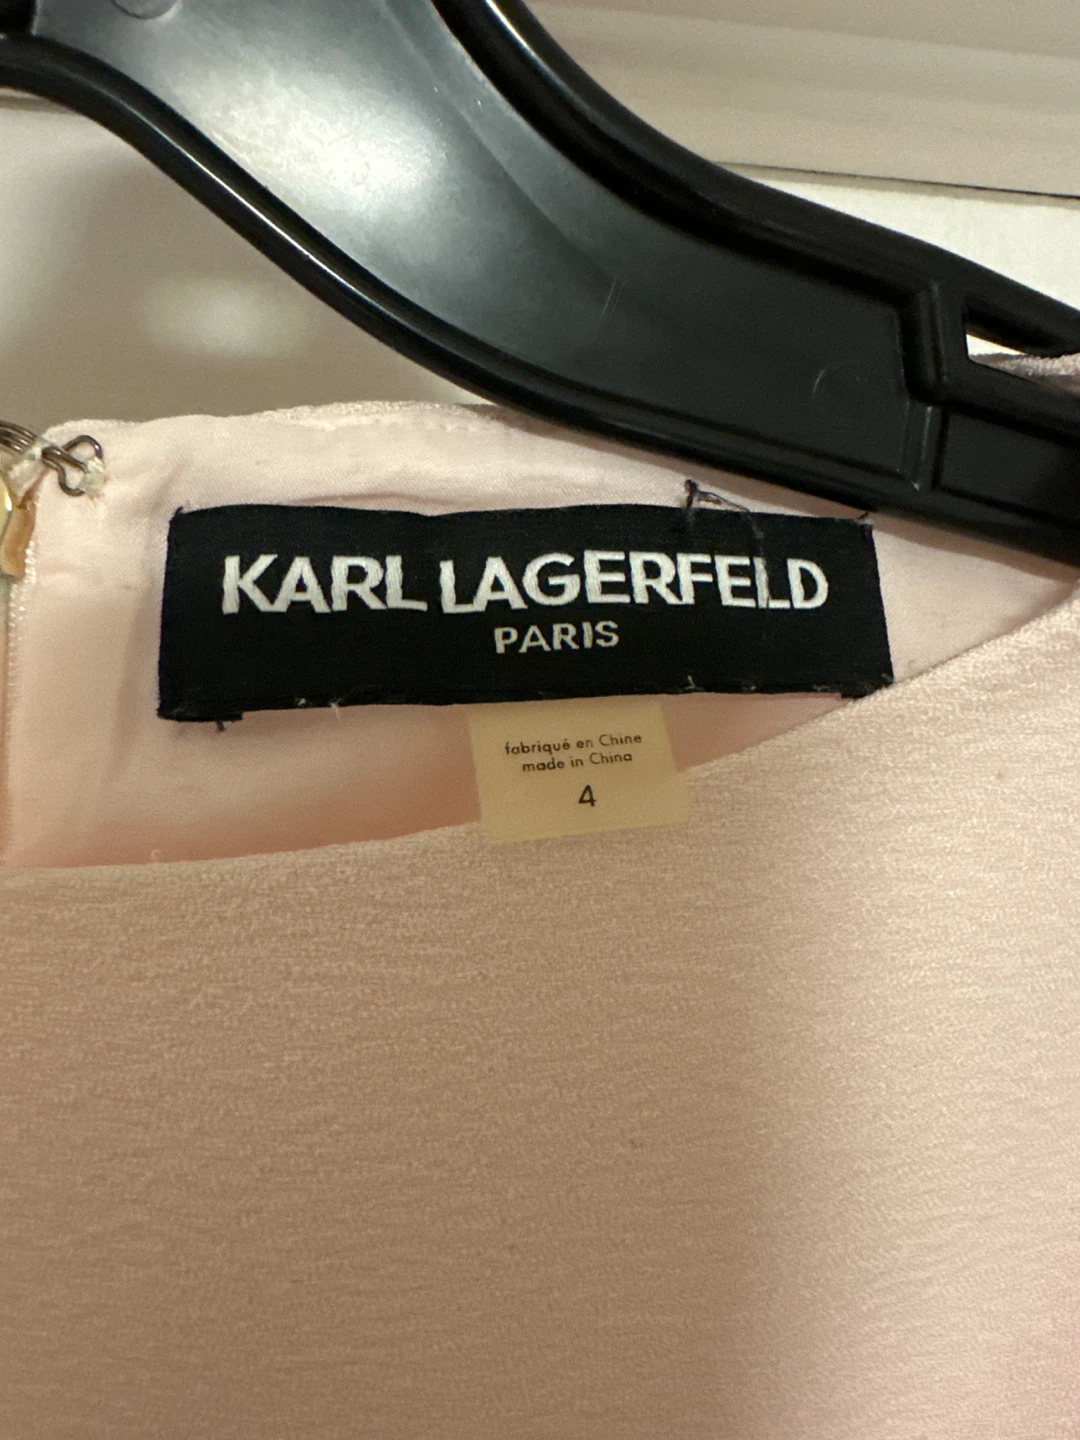 KARL LAGERFELD
PARIS
fabriqué en Chine
made in China
4